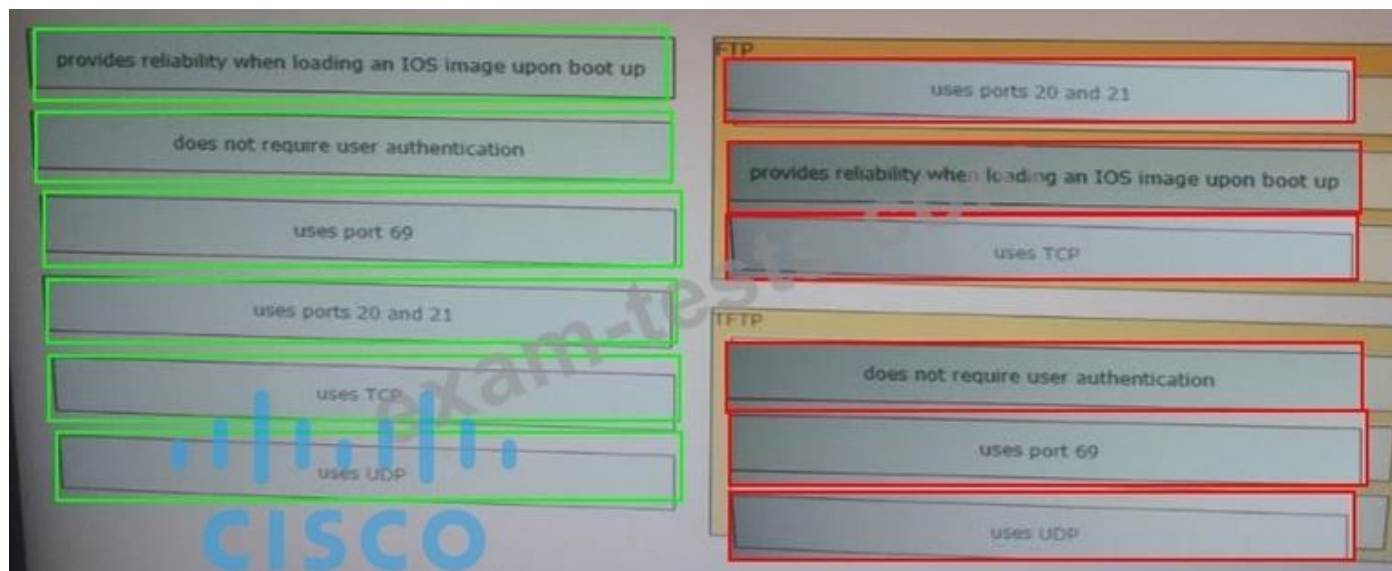 provides reliability when loading an IOS image upon boot up
does not require user authentication
uses port 69
uses ports 20 and 21
uses TCP
uses UDP
CISCO
FTP
uses ports 20 and 21
provides reliability when loading an IOS image upon boot up
uses TCP
TFTP
does not require user authentication
uses port 69
uses UDP
exam-tests.com